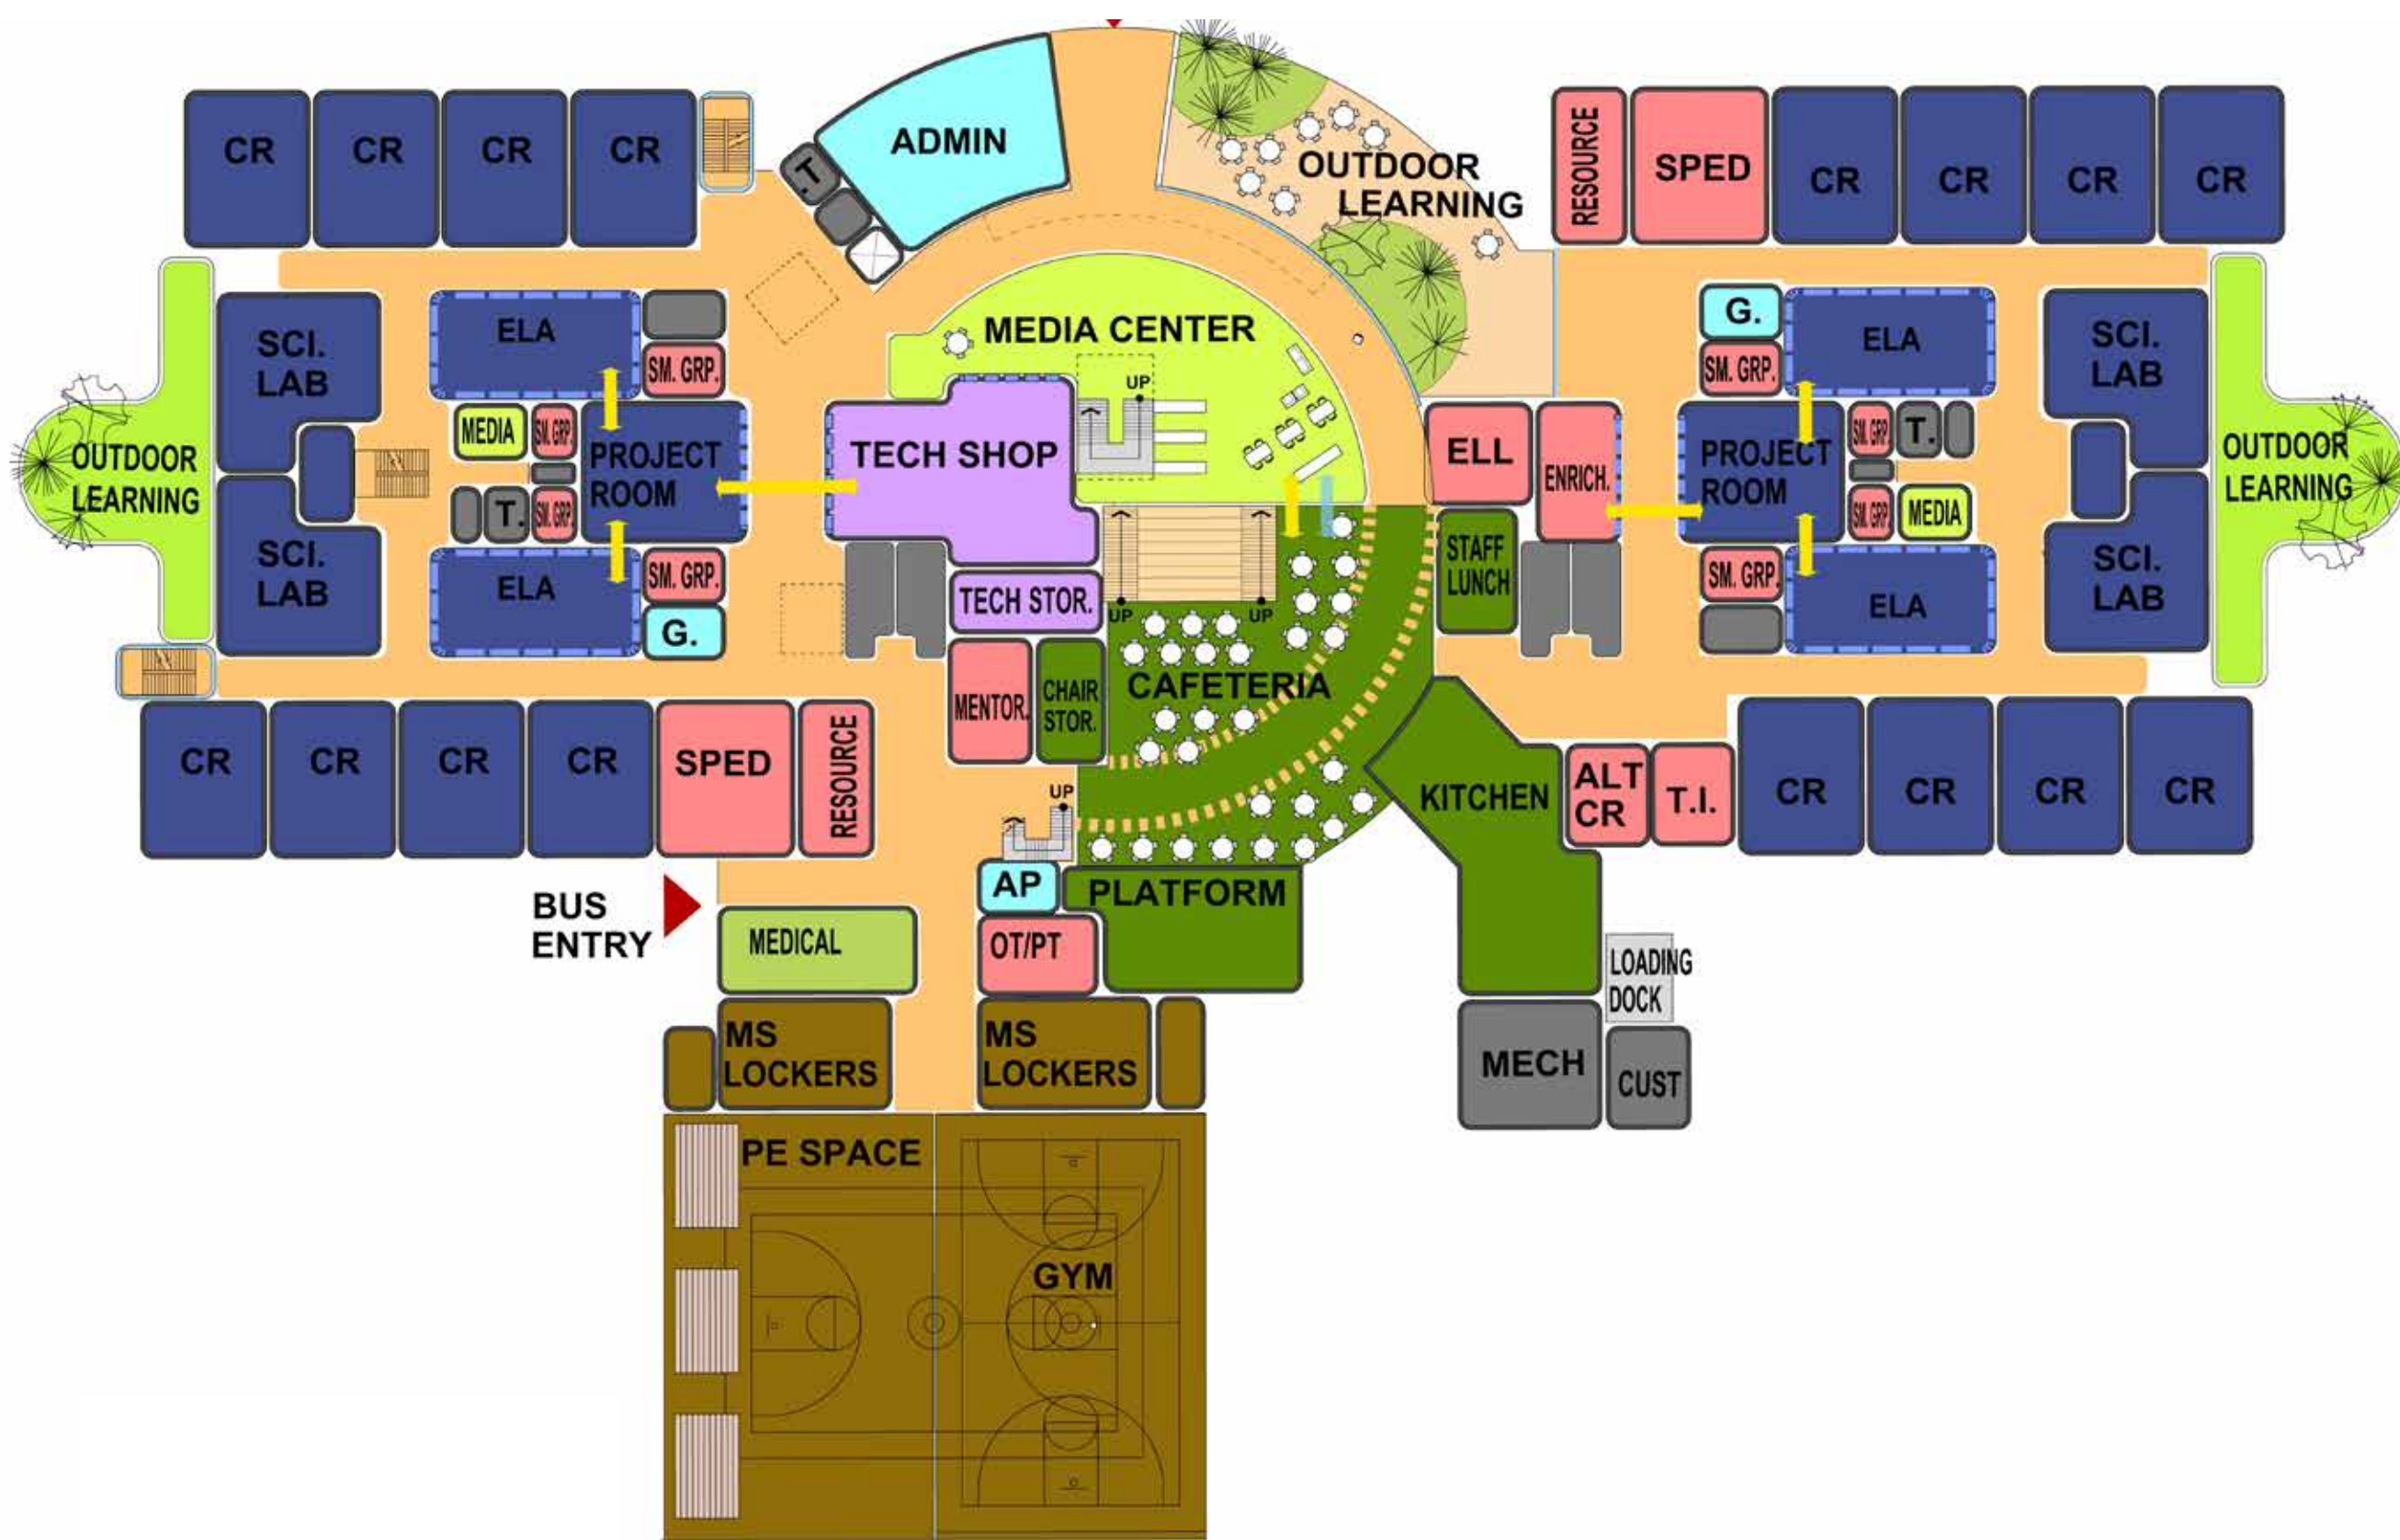 CR
CR
CR
CR
.T
ADMIN
OUTDOOR
LEARNING
RESOURCE
SPED
CR
CR
CR
CR
SCI.
LAB
ELA
SM. GRP.
MEDIA
SM. GRP.
PROJECT
ROOM
T.
SM. GRP.
ELA
SM. GRP.
G.
SCI.
LAB
OUTDOOR
LEARNING
MEDIA CENTER
UP
TECH SHOP
TECH STOR.
UP
UP
MENTOR.
CHAIR
STOR.
CAFETERIA
ELL
ENRICH.
STAFF
LUNCH
G.
SM. GRP.
ELA
PROJECT
ROOM
SM. GRP.
T.
SM. GRP.
MEDIA
SM. GRP.
ELA
SCI.
LAB
SCI.
LAB
OUTDOOR
LEARNING
CR
CR
CR
CR
SPED
RESOURCE
UP
KITCHEN
ALT
CR
T.I.
CR
CR
CR
CR
BUS
ENTRY
AP
PLATFORM
MEDICAL
OT/PT
LOADING
DOCK
MS
LOCKERS
MS
LOCKERS
MECH
CUST
PE SPACE
GYM